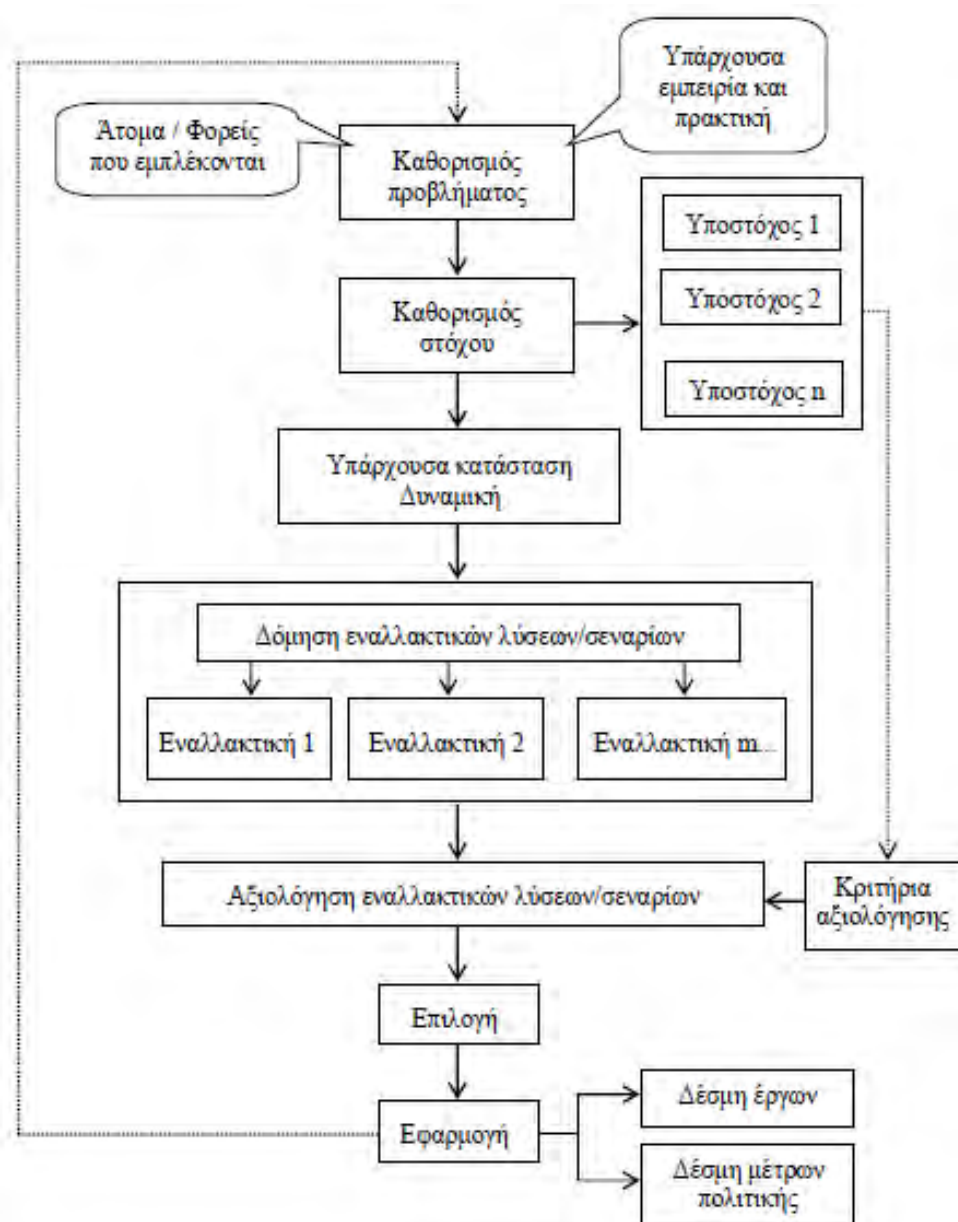 Υπάρχουσα
εμπειρία και
πρακτική
Άτομα / Φορείς
που εμπλέκονται
Καθορισμός
προβλήματος
Υποστόχος 1
Υποστόχος 2
Υποστόχος n
Καθορισμός
στόχου
Υπάρχουσα κατάσταση
Δυναμική
Δόμηση εναλλακτικών λύσεων/σεναρίων
Εναλλακτική 1
Εναλλακτική 2
Εναλλακτική m...
Αξιολόγηση εναλλακτικών λύσεων/σεναρίων
Κριτήρια
αξιολόγησης
Επιλογή
Εφαρμογή
Δέσμη έργων
Δέσμη μέτρων
πολιτικής